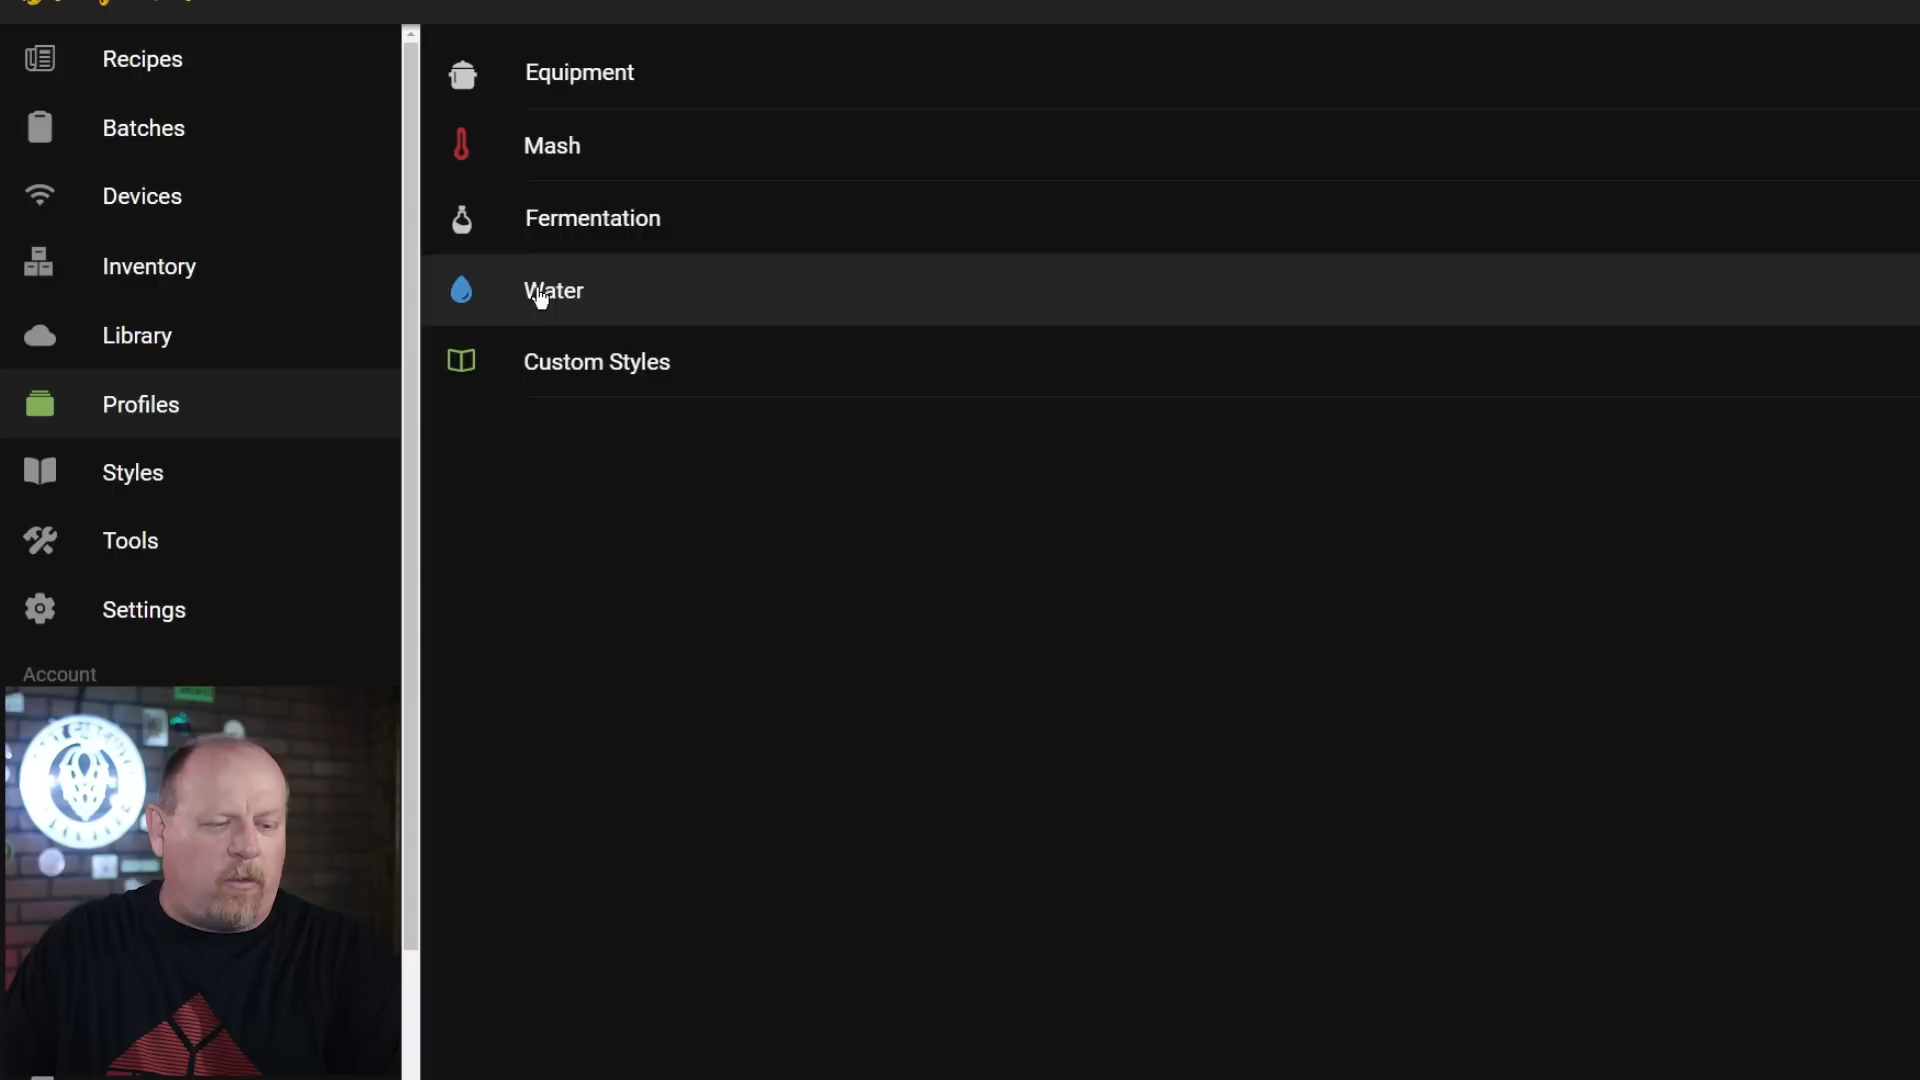 Recipes
Batches
Devices
Inventory
Library
Profiles
Styles
Tools
Settings
Account
Equipment
Mash
Fermentation
Water
Custom Styles